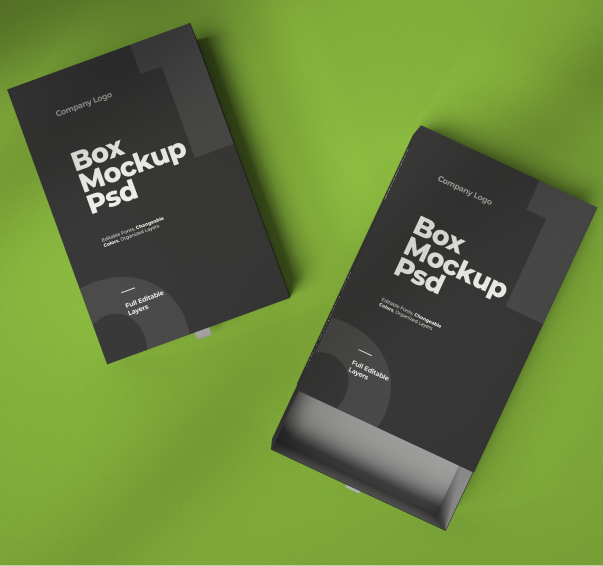 Company Logo
Box
Mockup
Psd
Editable Fonts, Changeable
Colors, Organized Layers
Full Editable
Layers
Company Logo
Box
Mockup
Psd
Editable Fonts, Changeable
Colors, Organized Layers
Full Editable
Layers